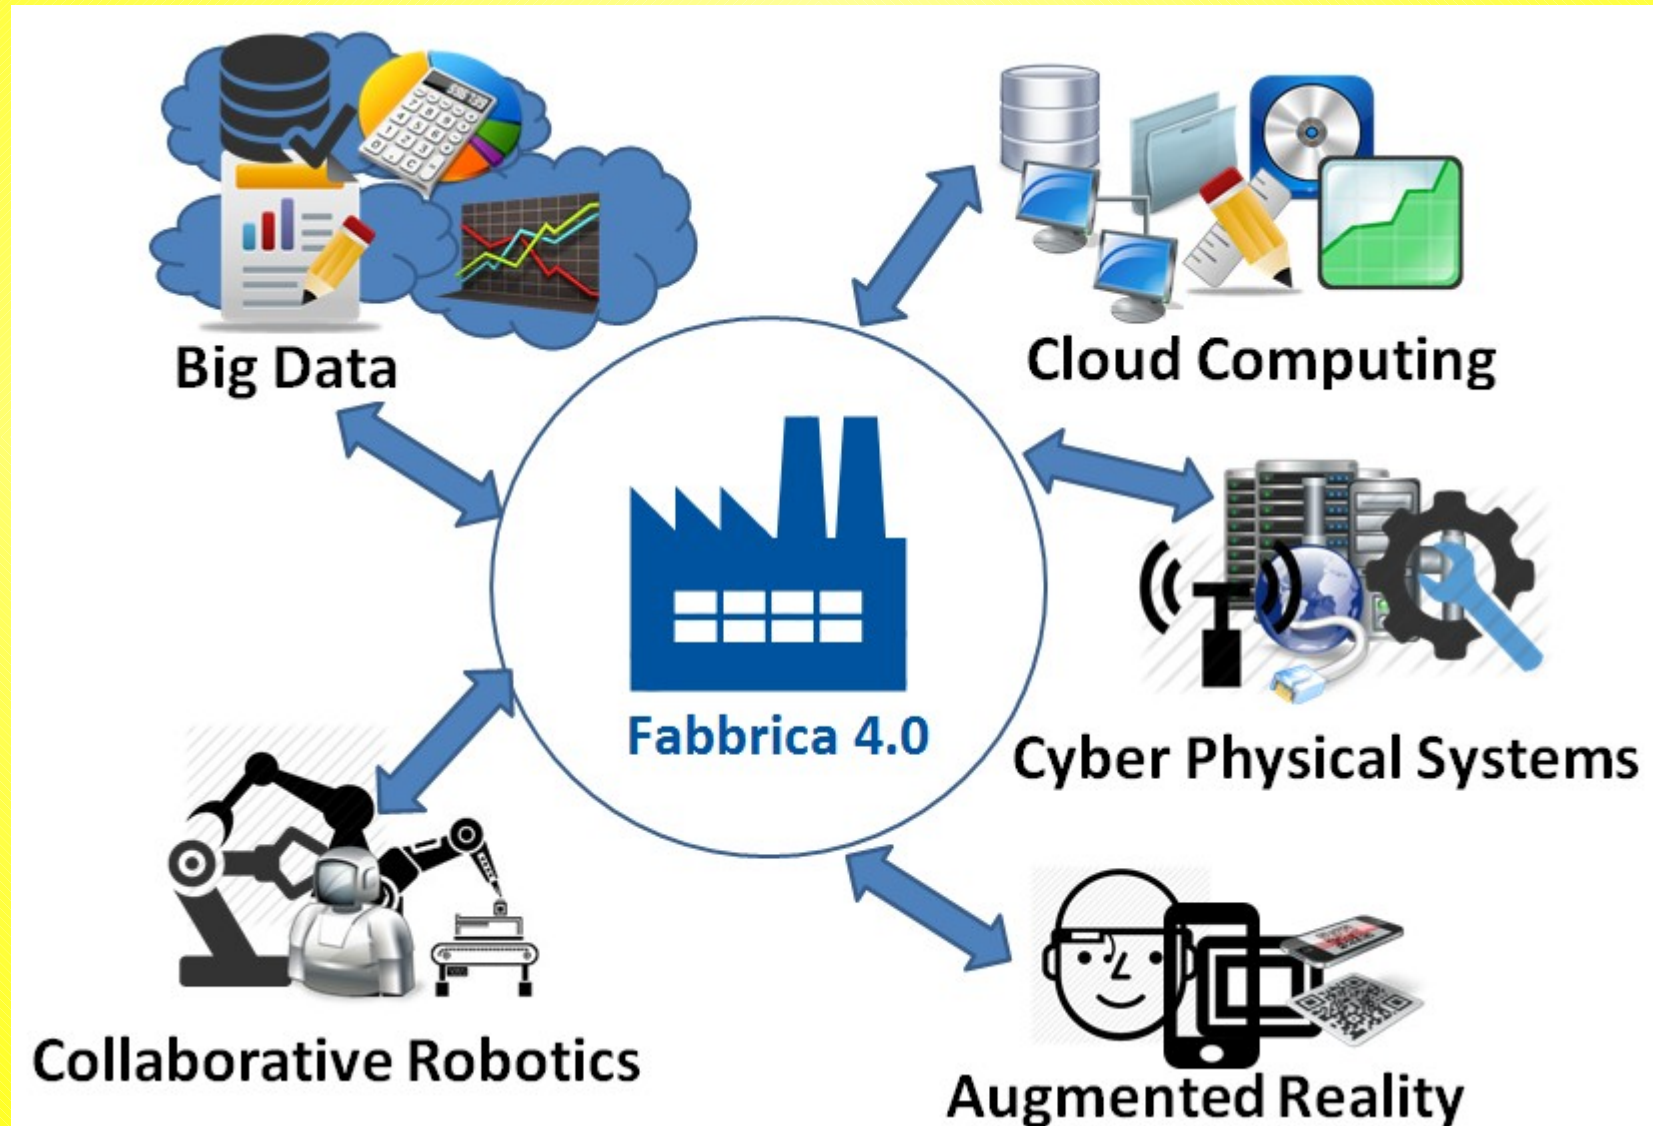 Big Data
Cloud Computing
Fabbrica 4.0
Cyber Physical Systems
Collaborative Robotics
Augmented Reality